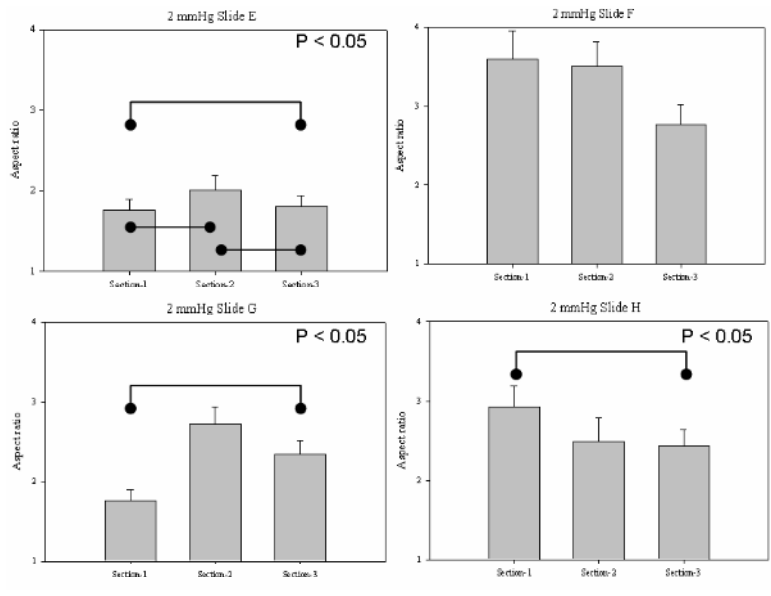 2 mmHg Slide E
P < 0.05
4
3
2
1
Aspect ratio
Section-1 Section-2 Section-3
2 mmHg Slide F
4
3
2
1
Aspect ratio
Section-1 Section-2 Section-3
2 mmHg Slide G
P < 0.05
4
3
2
1
Aspect ratio
Section-1 Section-2 Section-3
2 mmHg Slide H
P < 0.05
4
3
2
1
Aspect ratio
Section-1 Section-2 Section-3